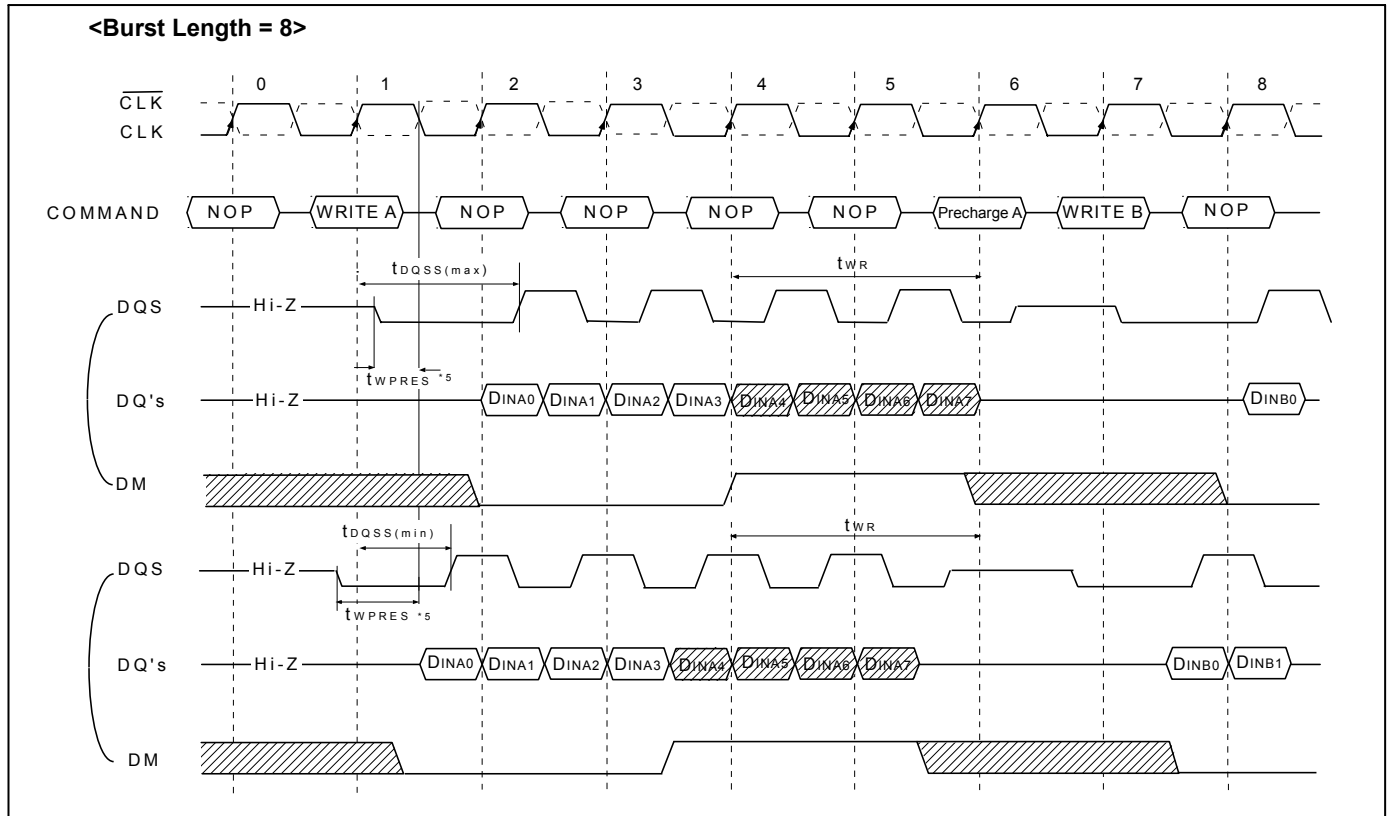 <Burst Length = 8>
0 1 2 3 4 5 6 7 8
CLK
CLK
COMMAND NOP WRITE A NOP NOP NOP NOP Precharge A WRITE B NOP
tDQSS(max) tWR
DQS Hi-Z
tWPRES *5
DQ's Hi-Z DINA0 DINA1 DINA2 DINA3 DINA4 DINA5 DINA6 DINA7 DINB0
DM
tDQSS(min) tWR
DQS Hi-Z
tWPRES *5
DQ's Hi-Z DINA0 DINA1 DINA2 DINA3 DINA4 DINA5 DINA6 DINA7 DINB0 DINB1
DM